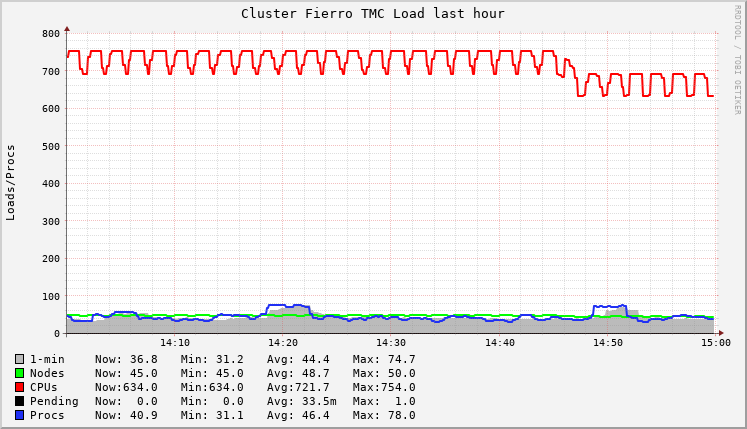 Cluster Fierro TMC Load last hour
RRDTOOL / TOBI OETIKER
Loads/Procs
800
700
600
500
400
300
200
100
0
14:10 14:20 14:30 14:40 14:50 15:00
1-min Now: 36.8 Min: 31.2 Avg: 44.4 Max: 74.7
Nodes Now: 45.0 Min: 45.0 Avg: 48.7 Max: 50.0
CPUs Now:634.0 Min:634.0 Avg:721.7 Max:754.0
Pending Now: 0.0 Min: 0.0 Avg: 33.5m Max: 1.0
Procs Now: 40.9 Min: 31.1 Avg: 46.4 Max: 78.0